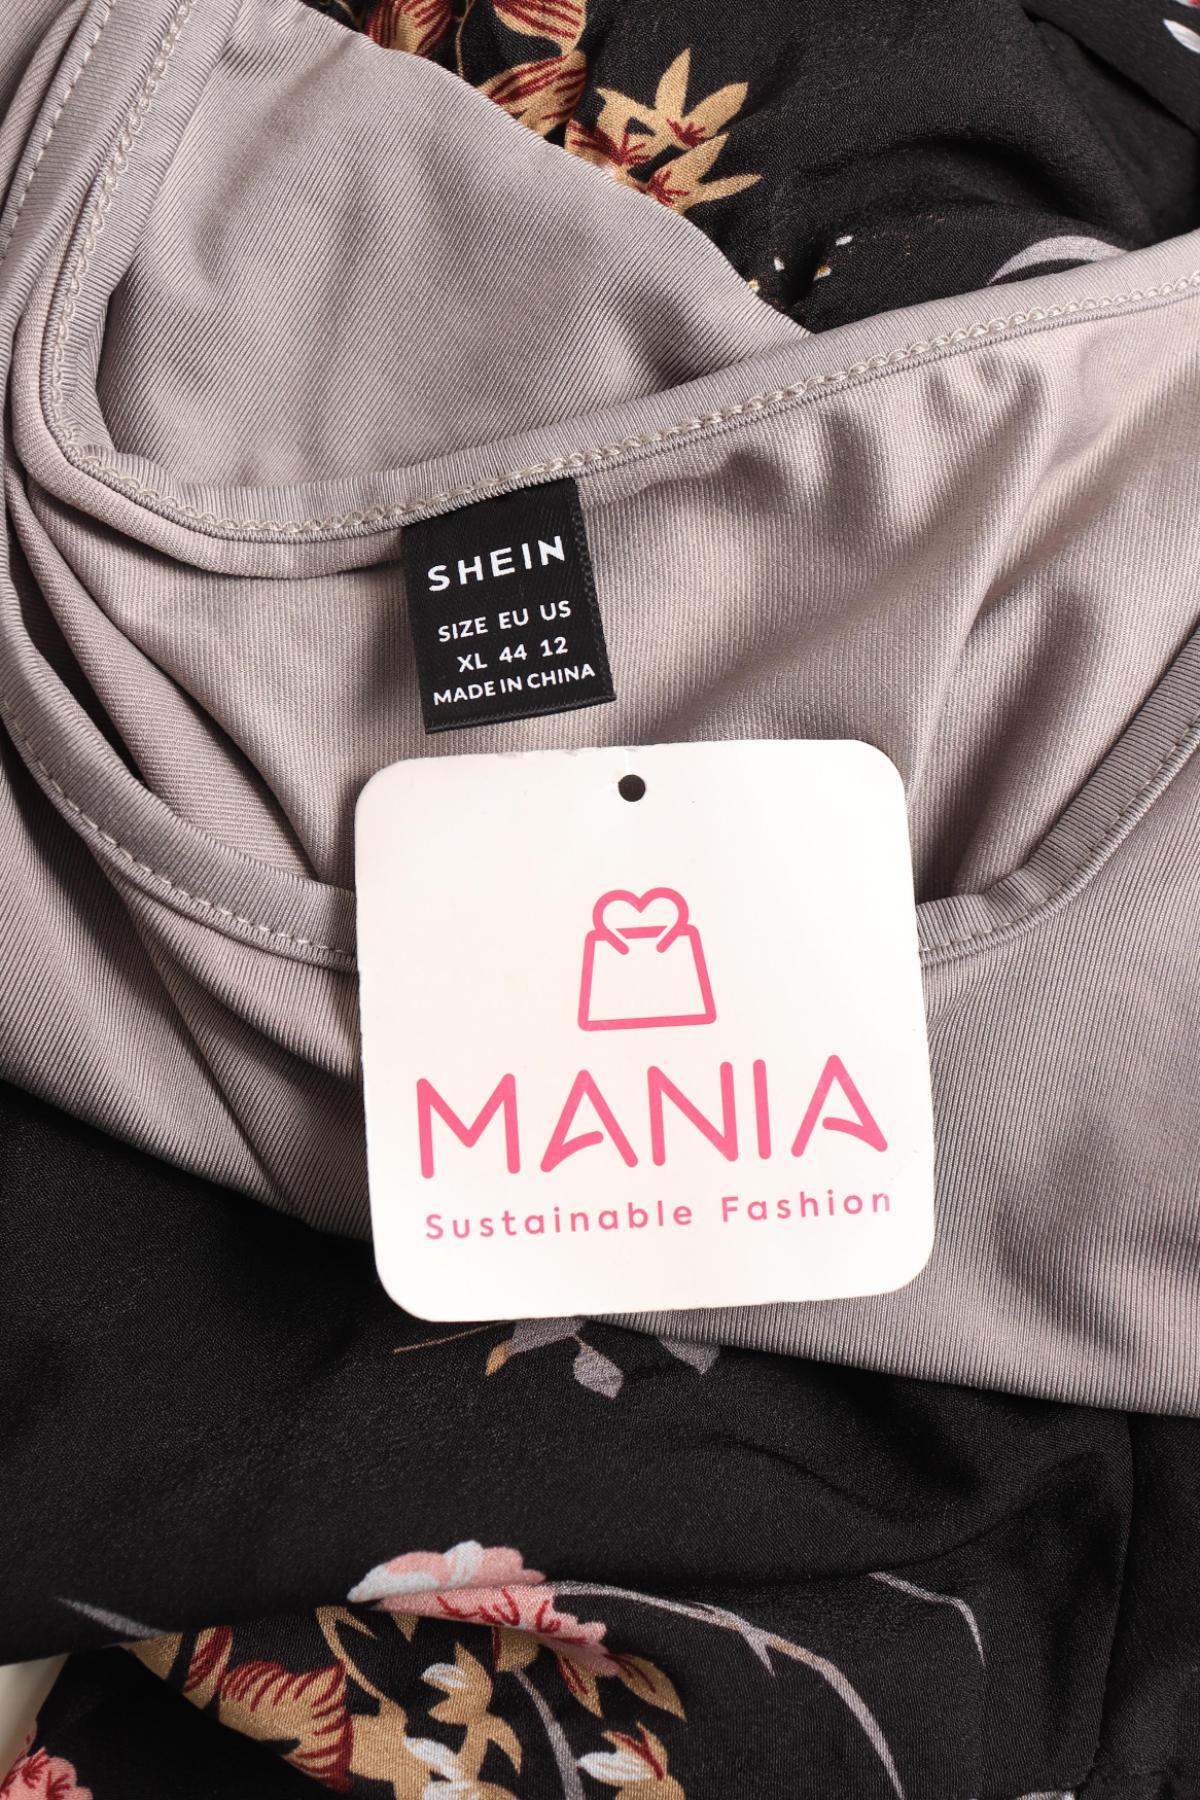 SHEIN
SIZE EU US
XL 44 12
MADE IN CHINA
MANIA
Sustainable Fashion